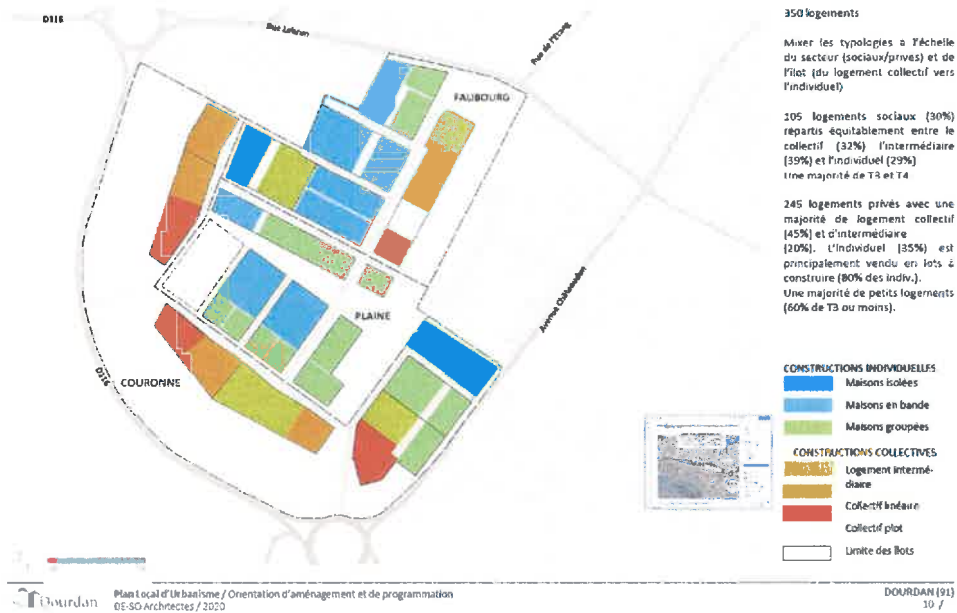 D116
Rue Lebrun
Rue de l'Etang
FAUBOURG
PLAINE
COURONNE
D116
Avenue Châteaudun
350 logements
Mixer les typologies à l'échelle
du secteur (sociaux/privés) et de
l'îlot (du logement collectif vers
l'individuel)
105 logements sociaux (30%)
répartis équitablement entre le
collectif (32%) l'intermédiaire
(39%) et l'individuel (29%)
Une majorité de T3 et T4
245 logements privés avec une
majorité de logement collectif
(45%) et d'intermédiaire
(20%). L'individuel (35%) est
principalement vendu en lots à
construire (80% des indiv.).
Une majorité de petits logements
(60% de T3 ou moins).
CONSTRUCTIONS INDIVIDUELLES
Maisons isolées
Maisons en bande
Maisons groupées
CONSTRUCTIONS COLLECTIVES
Logement intermé-
diaire
Collectif linéaire
Collectif plot
Limite des îlots
Dourdan
Plan Local d'Urbanisme / Orientation d'aménagement et de programmation
DE-SO Architectes / 2020
DOURDAN (91)
10 /